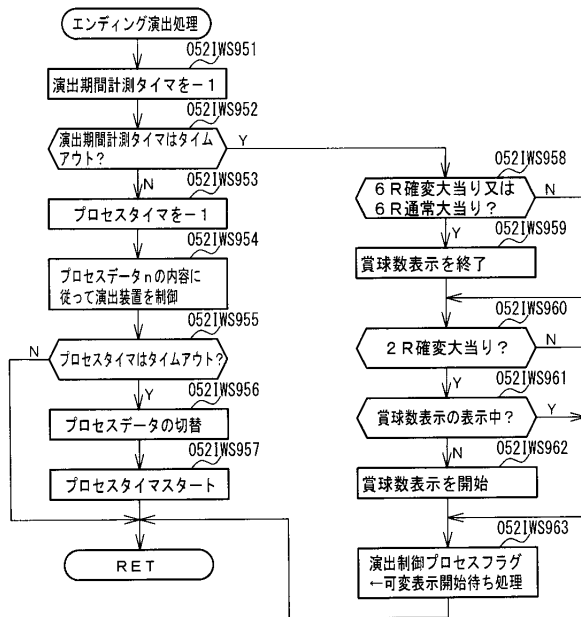 エンディング演出処理
052IWS951
演出期間計測タイマを－１
052IWS952
演出期間計測タイマはタイム
アウト？
Y
N
052IWS953
プロセスタイマを－１
052IWS954
プロセスデータｎの内容に
従って演出装置を制御
052IWS955
プロセスタイマはタイムアウト？
N
Y
052IWS956
プロセスデータの切替
052IWS957
プロセスタイマスタート
ＲＥＴ
052IWS958
６Ｒ確変大当り又は
６Ｒ通常大当り？
N
Y
052IWS959
賞球数表示を終了
052IWS960
２Ｒ確変大当り？
N
Y
052IWS961
賞球数表示の表示中？
Y
N
052IWS962
賞球数表示を開始
052IWS963
演出制御プロセスフラグ
←可変表示開始待ち処理